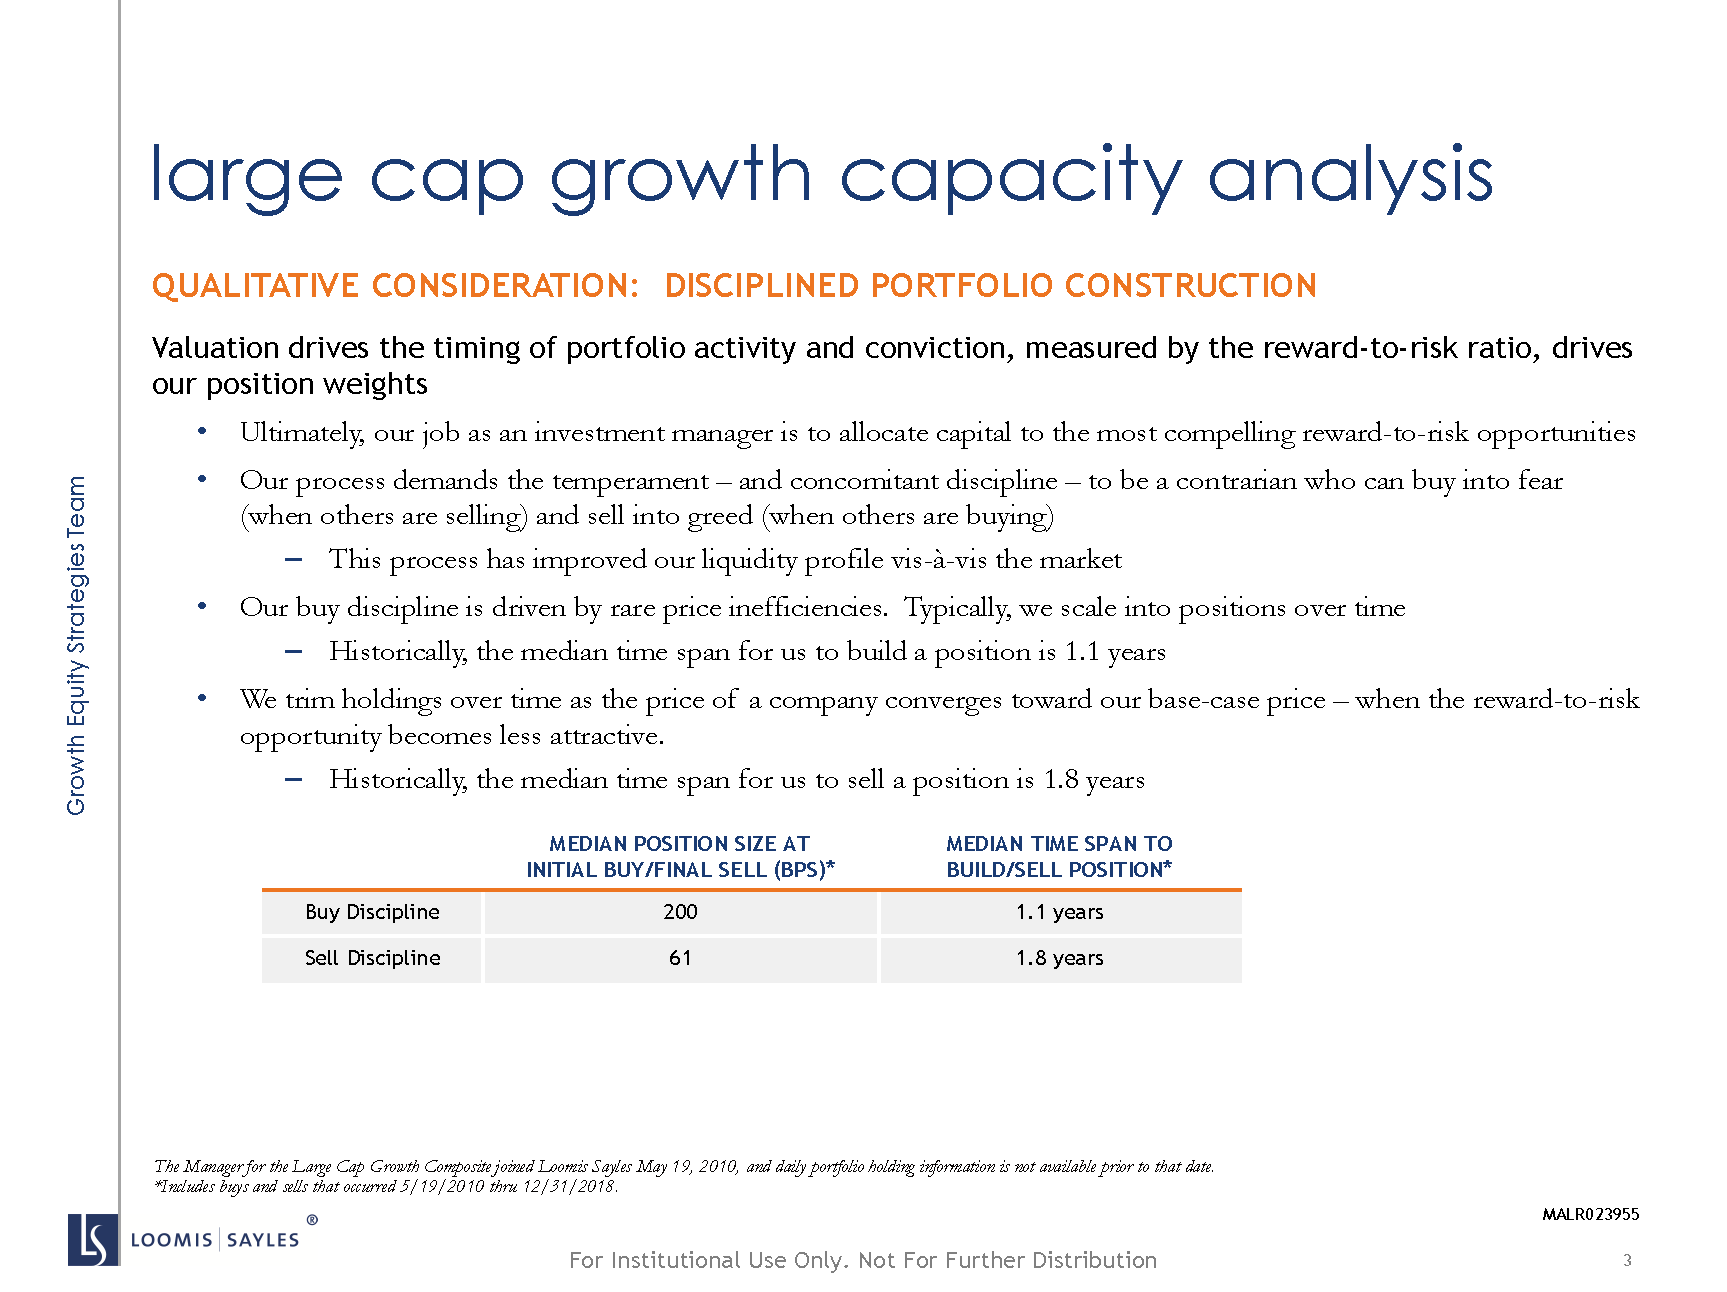 large cap growth capacity analysis
QUALITATIVE CONSIDERATION:  DISCIPLINED PORTFOLIO CONSTRUCTION
Valuation drives the timing of portfolio activity and conviction, measured by the reward-to-risk ratio, drives
our position weights
• Ultimately, our job as an investment manager is to allocate capital to the most compelling reward-to-risk opportunities
• Our process demands the temperament – and concomitant discipline – to be a contrarian who can buy into fear
(when others are selling) and sell into greed (when others are buying)
– This process has improved our liquidity profile vis-à-vis the market
• Our buy discipline is driven by rare price inefficiencies.  Typically, we scale into positions over time
– Historically, the median time span for us to build a position is 1.1 years
• We trim holdings over time as the price of a company converges toward our base-case price – when the reward-to-risk
opportunity becomes less attractive.
– Historically, the median time span for us to sell a position is 1.8 years
Growth Equity Strategies Team
MEDIAN POSITION SIZE AT MEDIAN TIME SPAN TO
INITIAL BUY/FINAL SELL (BPS)* BUILD/SELL POSITION*
Buy Discipline 200 1.1 years
Sell Discipline 61 1.8 years
The Manager for the Large Cap Growth Composite joined Loomis Sayles May 19, 2010, and daily portfolio holding information is not available prior to that date.
*Includes buys and sells that occurred 5/19/2010 thru 12/31/2018.
MALR023955
LS LOOMIS | SAYLES ®
For Institutional Use Only. Not For Further Distribution 3